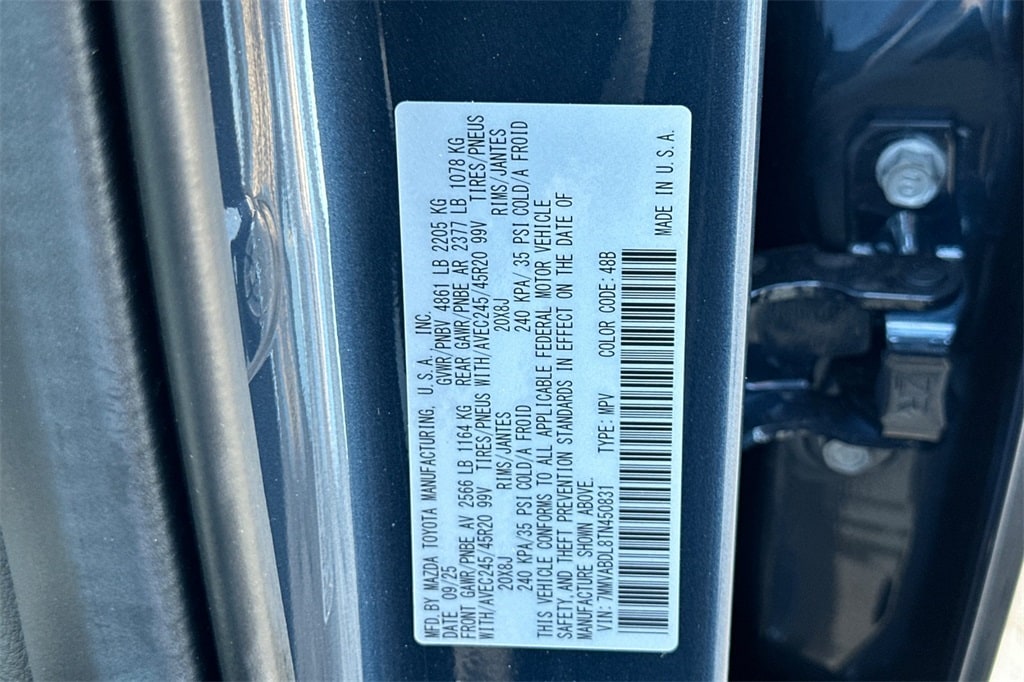 MFD. BY MAZDA TOYOTA MANUFACTURING, U.S.A., INC.
DATE 09/25 GVWR/PNBV 4861 LB 2205 KG
FRONT GAWR/PNBE AV 2566 LB 1164 KG REAR GAWR/PNBE AR 2377 LB 1078 KG
WITH/AVEC245/45R20 99V TIRES/PNEUS WITH/AVEC245/45R20 99V TIRES/PNEUS
20X8J RIMS/JANTES 20X8J RIMS/JANTES
240 KPA/35 PSI COLD/A FROID 240 KPA/ 35 PSI COLD/A FROID
THIS VEHICLE CONFORMS TO ALL APPLICABLE FEDERAL MOTOR VEHICLE
SAFETY, AND THEFT PREVENTION STANDARDS IN EFFECT ON THE DATE OF
MANUFACTURE SHOWN ABOVE.
VIN: 7MMVABDL8TN450831 TYPE: MPV COLOR CODE: 48B
MADE IN U.S.A.